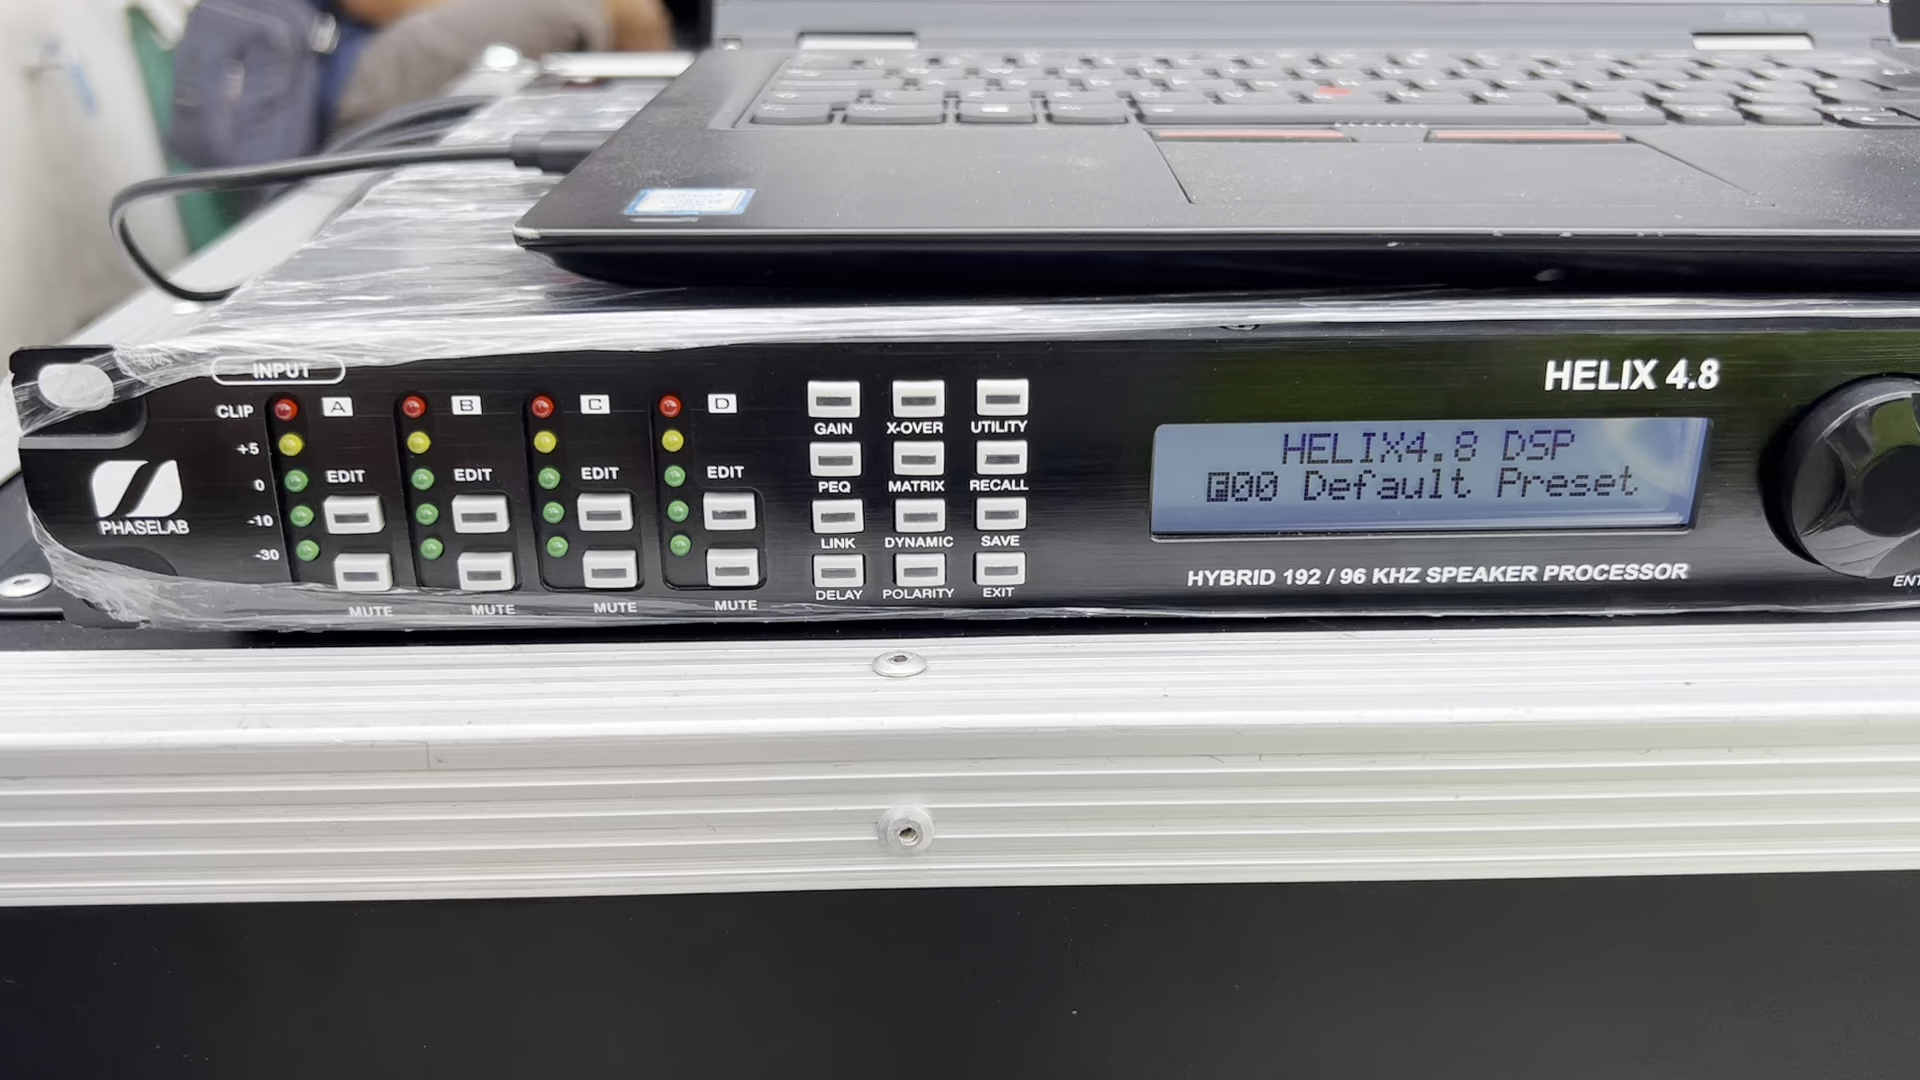 INPUT
CLIP
A
B
C
D
+5
0
-10
-30
EDIT
EDIT
EDIT
EDIT
MUTE
MUTE
MUTE
MUTE
PHASELAB
GAIN
X-OVER
UTILITY
PEQ
MATRIX
RECALL
LINK
DYNAMIC
SAVE
DELAY
POLARITY
EXIT
HELIX 4.8
HELIX4.8 DSP
F00 Default Preset
HYBRID 192 / 96 KHZ SPEAKER PROCESSOR